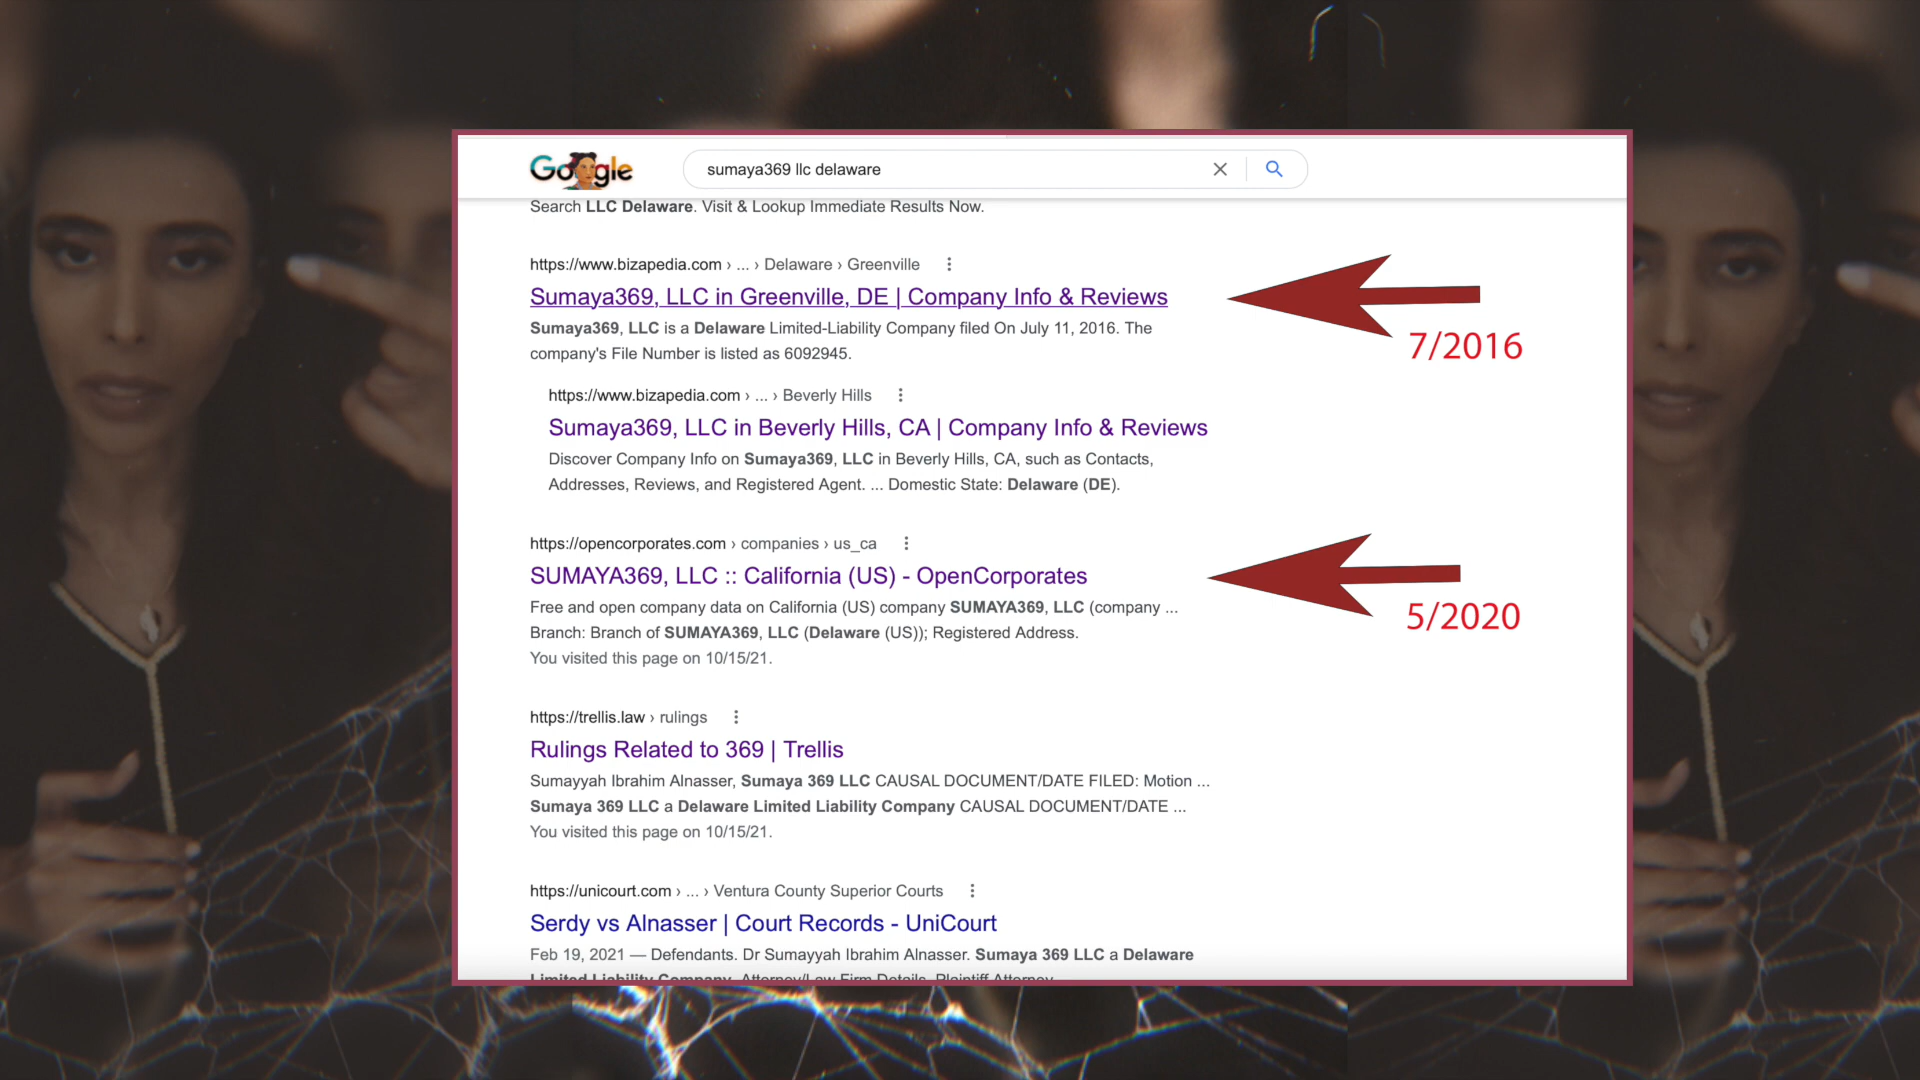 Google
sumaya369 llc delaware
Search LLC Delaware. Visit & Lookup Immediate Results Now.
https://www.bizapedia.com › ... › Delaware › Greenville
Sumaya369, LLC in Greenville, DE | Company Info & Reviews
Sumaya369, LLC is a Delaware Limited-Liability Company filed On July 11, 2016. The
company's File Number is listed as 6092945.
7/2016
https://www.bizapedia.com › ... › Beverly Hills
Sumaya369, LLC in Beverly Hills, CA | Company Info & Reviews
Discover Company Info on Sumaya369, LLC in Beverly Hills, CA, such as Contacts,
Addresses, Reviews, and Registered Agent. ... Domestic State: Delaware (DE).
https://opencorporates.com › companies › us_ca
SUMAYA369, LLC :: California (US) - OpenCorporates
Free and open company data on California (US) company SUMAYA369, LLC (company ...
Branch: Branch of SUMAYA369, LLC (Delaware (US)); Registered Address.
You visited this page on 10/15/21.
5/2020
https://trellis.law › rulings
Rulings Related to 369 | Trellis
Sumayyah Ibrahim Alnasser, Sumaya 369 LLC CAUSAL DOCUMENT/DATE FILED: Motion ...
Sumaya 369 LLC a Delaware Limited Liability Company CAUSAL DOCUMENT/DATE ...
You visited this page on 10/15/21.
https://unicourt.com › ... › Ventura County Superior Courts
Serdy vs Alnasser | Court Records - UniCourt
Feb 19, 2021 — Defendants. Dr Sumayyah Ibrahim Alnasser. Sumaya 369 LLC a Delaware
Limited Liability Company. Attorney/Law Firm Details. Plaintiff Attorney